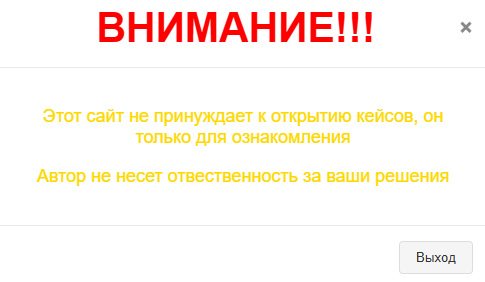 ВНИМАНИЕ!!!
×
Этот сайт не принуждает к открытию кейсов, он
только для ознакомления
Автор не несет отвественность за ваши решения
Выход